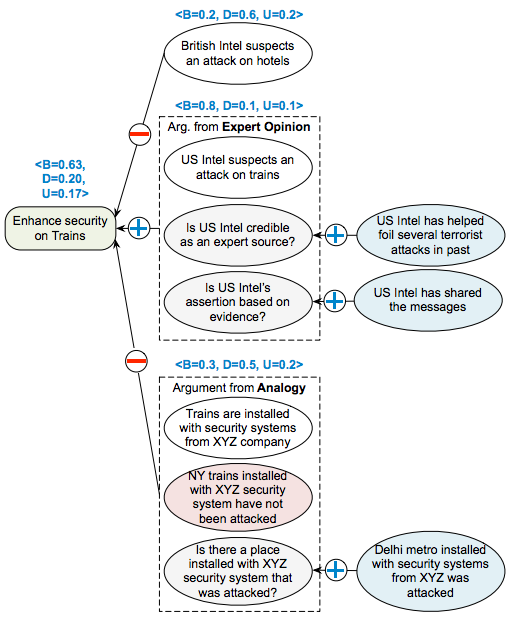 <B=0.2, D=0.6, U=0.2>
British Intel suspects
an attack on hotels
<B=0.8, D=0.1, U=0.1>
Arg. from Expert Opinion
US Intel suspects an
attack on trains
<B=0.63,
D=0.20,
U=0.17>
Enhance security
on Trains
Is US Intel credible
as an expert source?
US Intel has helped
foil several terrorist
attacks in past
Is US Intel's
assertion based on
evidence?
US Intel has shared
the messages
<B=0.3, D=0.5, U=0.2>
Argument from Analogy
Trains are installed
with security systems
from XYZ company
NY trains installed
with XYZ security
system have not
been attacked
Is there a place
installed with XYZ
security system that
was attacked?
Delhi metro installed
with security systems
from XYZ was
attacked